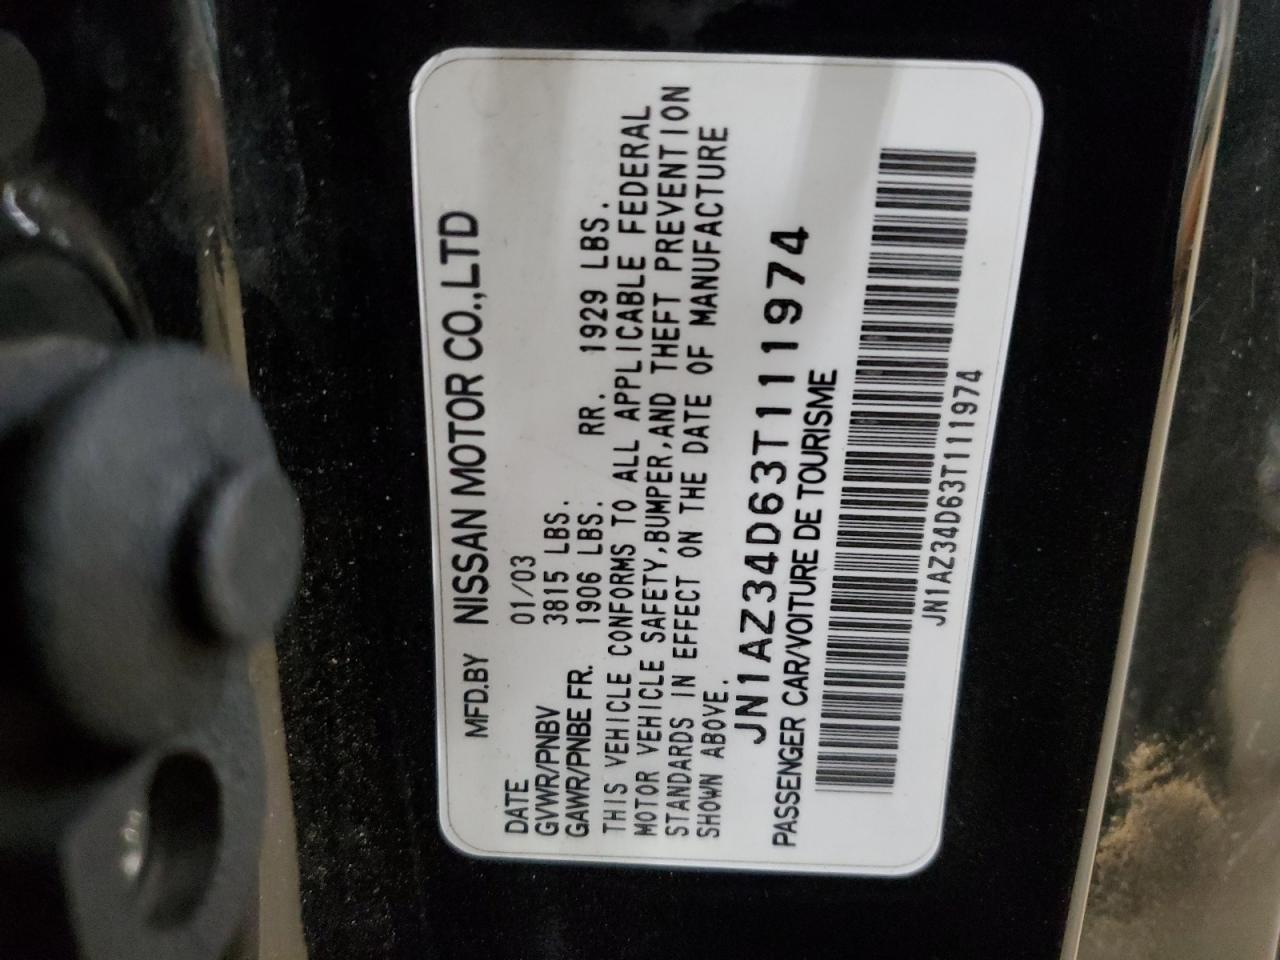 MFD.BY NISSAN MOTOR CO.,LTD
DATE 01/03
GVWR/PNBV 3815 LBS.
GAWR/PNBE FR. 1906 LBS. RR. 1929 LBS.
THIS VEHICLE CONFORMS TO ALL APPLICABLE FEDERAL
MOTOR VEHICLE SAFETY,BUMPER,AND THEFT PREVENTION
STANDARDS IN EFFECT ON THE DATE OF MANUFACTURE
SHOWN ABOVE.
JN1AZ34D63T111974
PASSENGER CAR/VOITURE DE TOURISME
JN1AZ34D63T111974